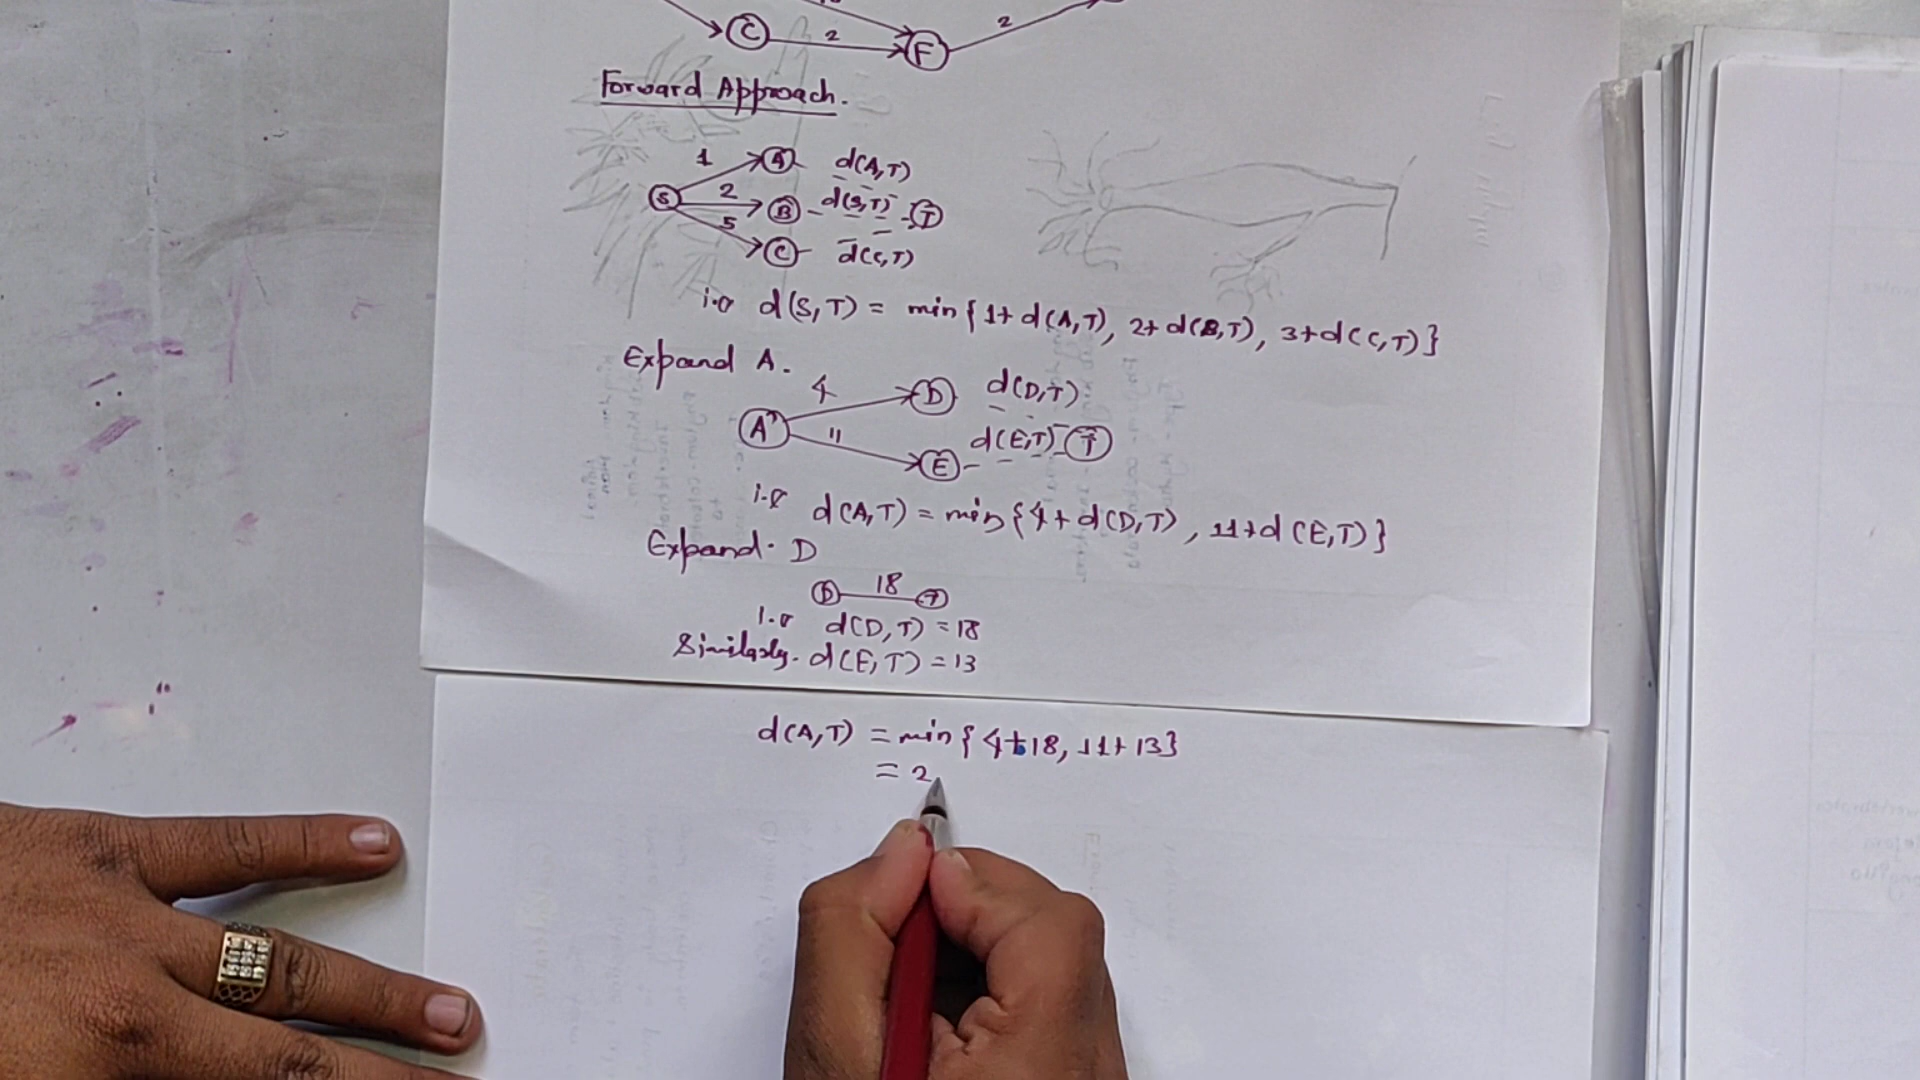 C 2 F 2
Forward Approach.
1 A d(A,T)
S 2 B d(B,T) T
5 C d(C,T)
i.e d(S,T) = min{1+d(A,T), 2+d(B,T), 3+d(C,T)}
Expand A.
4 D d(D,T)
A 11 E d(E,T) T
i.e d(A,T) = min{4+d(D,T), 11+d(E,T)}
Expand. D
D 18 T
i.e d(D,T) = 18
Similarly. d(E,T) = 13
d(A,T) = min{4+18, 11+13}
= 2